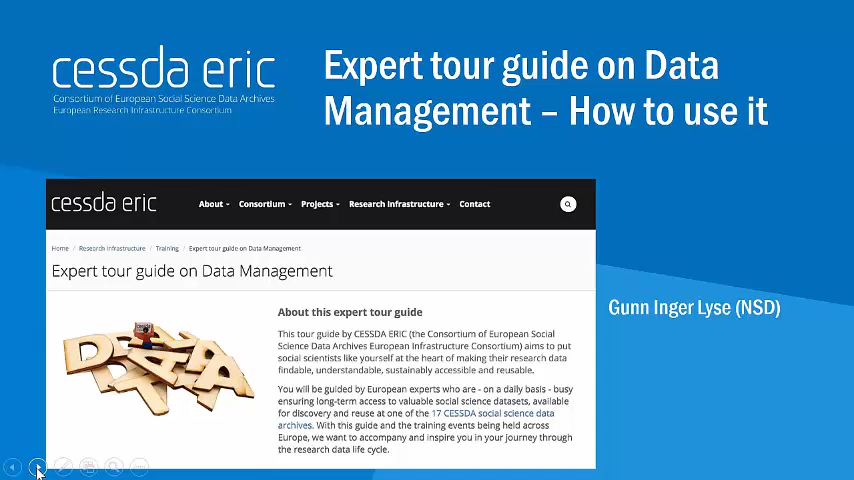 cessda eric
Consortium of European Social Science Data Archives
European Research Infrastructure Consortium
Expert tour guide on Data
Management – How to use it
cessda eric
About Consortium Projects Research Infrastructure Contact
Home / Research Infrastructure / Training / Expert tour guide on Data Management
Expert tour guide on Data Management
About this expert tour guide
This tour guide by CESSDA ERIC (the Consortium of European Social
Science Data Archives European Infrastructure Consortium) aims to put
social scientists like yourself at the heart of making their research data
findable, understandable, sustainably accessible and reusable.
You will be guided by European experts who are - on a daily basis - busy
ensuring long-term access to valuable social science datasets, available
for discovery and reuse at one of the 17 CESSDA social science data
archives. With this guide and the training events being held across
Europe, we want to accompany and inspire you in your journey through
the research data life cycle.
Gunn Inger Lyse (NSD)